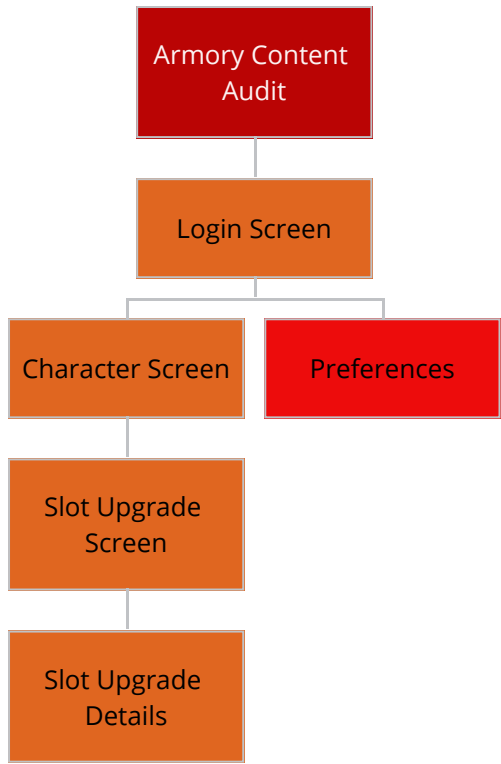 Armory Content
Audit
Login Screen
Character Screen
Preferences
Slot Upgrade
Screen
Slot Upgrade
Details